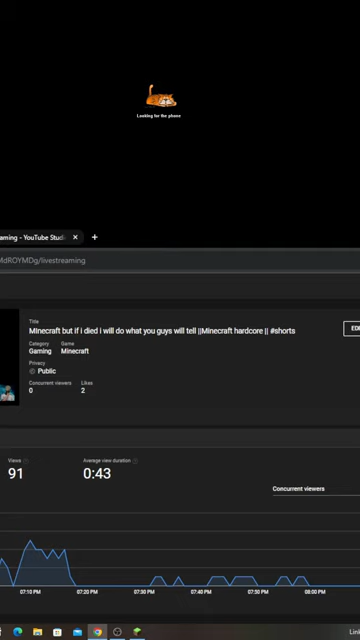 Looking for the phone
aming - YouTube Studi
MdROYMDg/livestreaming
Title
Minecraft but if i died i will do what you guys will tell ||Minecraft hardcore || #shorts
EDI
Category Game
Gaming Minecraft
Privacy
Public
Concurrent viewers Likes
0 2
Views Average view duration
91 0:43
Concurrent viewers
07:10 PM 07:20 PM 07:30 PM 07:40 PM 07:50 PM 08:00 PM
Link